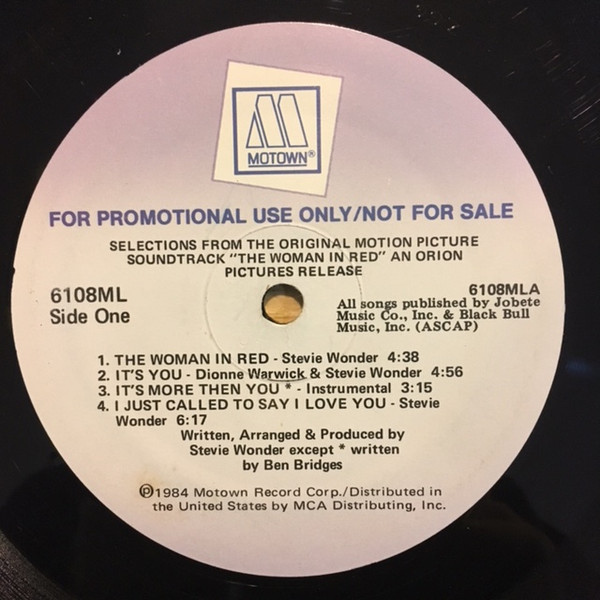 MOTOWN®
FOR PROMOTIONAL USE ONLY/NOT FOR SALE
SELECTIONS FROM THE ORIGINAL MOTION PICTURE
SOUNDTRACK "THE WOMAN IN RED" AN ORION
PICTURES RELEASE
6108ML
Side One
6108MLA
All songs published by Jobete
Music Co., Inc. & Black Bull
Music, Inc. (ASCAP)
1. THE WOMAN IN RED - Stevie Wonder 4:38
2. IT'S YOU - Dionne Warwick & Stevie Wonder 4:56
3. IT'S MORE THEN YOU * - Instrumental 3:15
4. I JUST CALLED TO SAY I LOVE YOU - Stevie
Wonder 6:17
Written, Arranged & Produced by
Stevie Wonder except * written
by Ben Bridges
℗1984 Motown Record Corp./Distributed in
the United States by MCA Distributing, Inc.